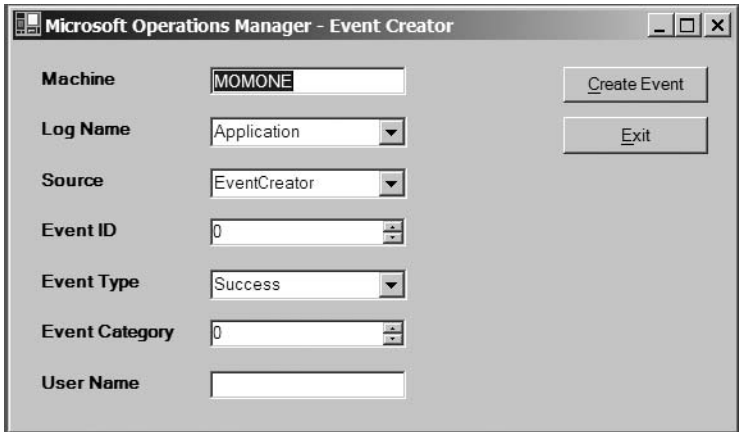 Microsoft Operations Manager - Event Creator
Machine MOMONE Create Event
Log Name Application Exit
Source EventCreator
Event ID 0
Event Type Success
Event Category 0
User Name